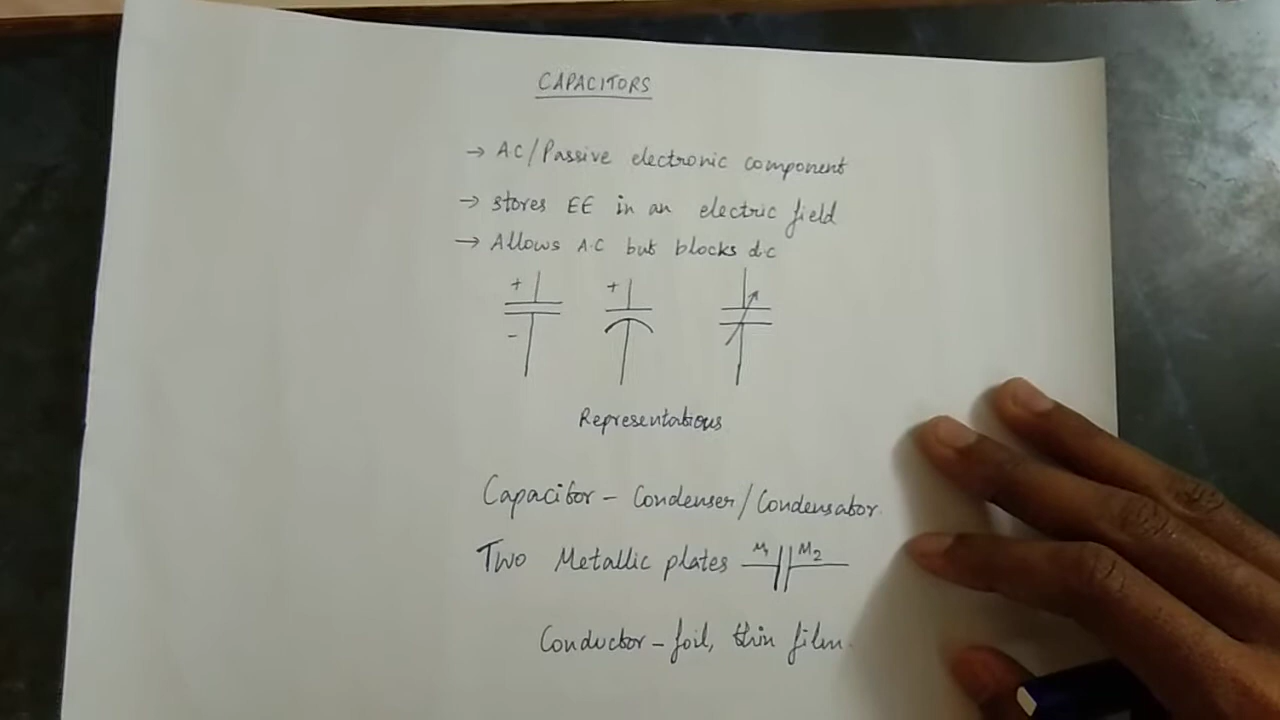 CAPACITORS
→ AC/Passive electronic component
→ stores EE in an electric field
→ Allows A.C but blocks d.c
+ +
-
Representations
Capacitor - Condenser/Condensator.
Two Metallic plates M1 M2
Conductor - foil, thin film.